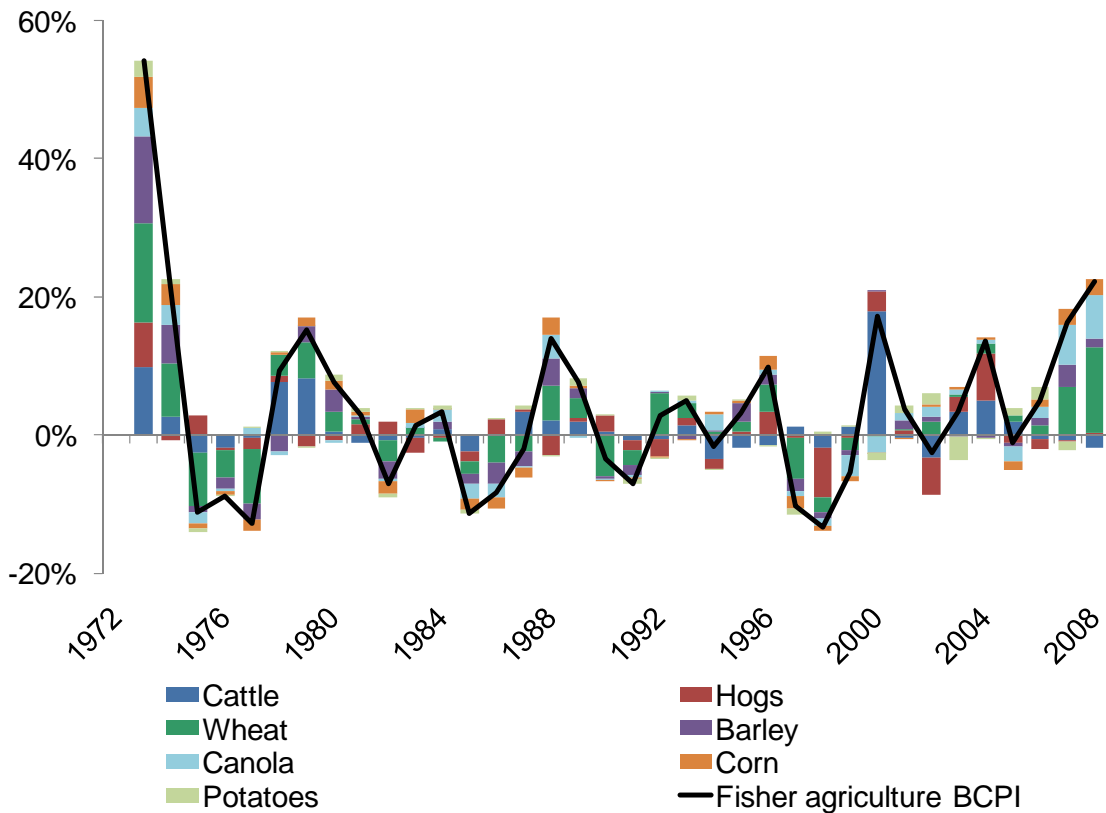 60%
40%
20%
0%
-20%
1972 1976 1980 1984 1988 1992 1996 2000 2004 2008
Cattle Hogs
Wheat Barley
Canola Corn
Potatoes Fisher agriculture BCPI